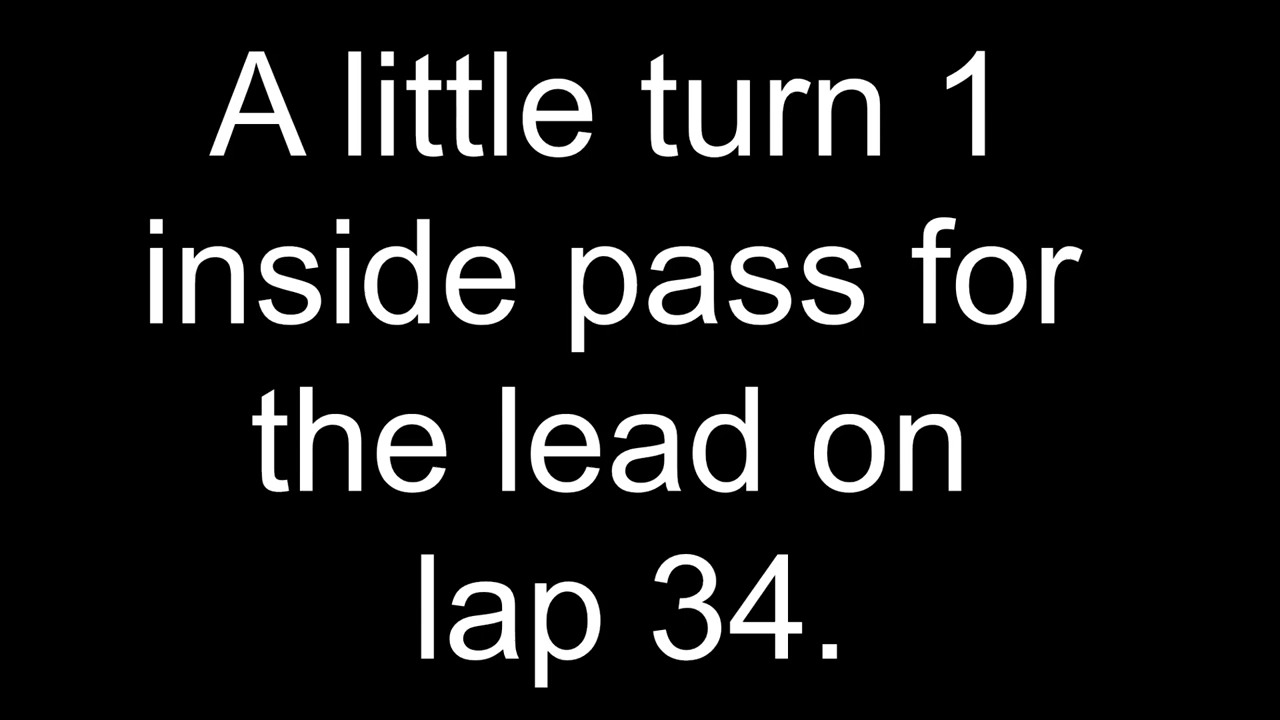 A little turn 1
inside pass for
the lead on
lap 34.